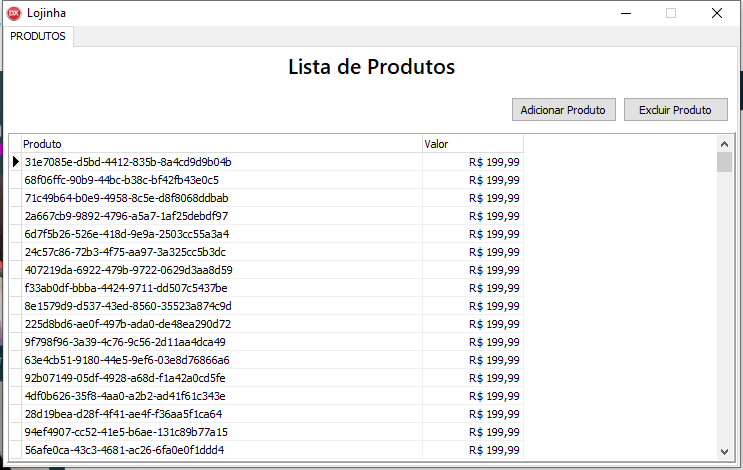 DX Lojinha
PRODUTOS
Lista de Produtos
Adicionar Produto Excluir Produto
Produto Valor
31e7085e-d5bd-4412-835b-8a4cd9d9b04b R$ 199,99
68f06ffc-90b9-44bc-b38c-bf42fb43e0c5 R$ 199,99
71c49b64-b0e9-4958-8c5e-d8f8068ddbab R$ 199,99
2a667cb9-9892-4796-a5a7-1af25debdf97 R$ 199,99
6d7f5b26-526e-418d-9e9a-2503cc55a3a4 R$ 199,99
24c57c86-72b3-4f75-aa97-3a325cc5b3dc R$ 199,99
407219da-6922-479b-9722-0629d3aa8d59 R$ 199,99
f33ab0df-bbba-4424-9711-dd507c5437be R$ 199,99
8e1579d9-d537-43ed-8560-35523a874c9d R$ 199,99
225d8bd6-ae0f-497b-ada0-de48ea290d72 R$ 199,99
9f798f96-3a39-4c76-9c56-2d11aa4dca49 R$ 199,99
63e4cb51-9180-44e5-9ef6-03e8d76866a6 R$ 199,99
92b07149-05df-4928-a68d-f1a42a0cd5fe R$ 199,99
4df0b626-35f8-4aa0-a2b2-ad41f61c343e R$ 199,99
28d19bea-d28f-4f41-ae4f-f36aa5f1ca64 R$ 199,99
94ef4907-cc52-41e5-b6ae-131c89b77a15 R$ 199,99
56afe0ca-43c3-4681-ac26-6fa0e0f1ddd4 R$ 199,99